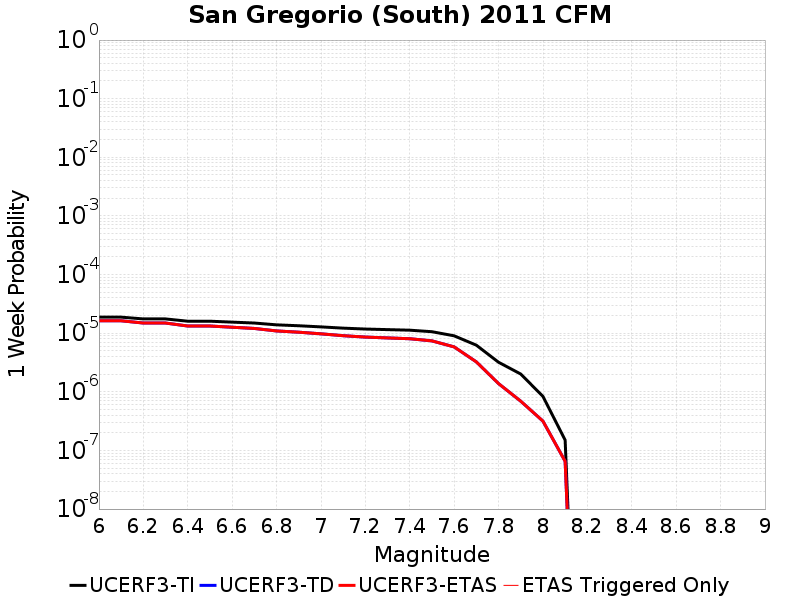 San Gregorio (South) 2011 CFM
10^0
10^-1
10^-2
10^-3
10^-4
10^-5
10^-6
10^-7
10^-8
1 Week Probability
6 6.2 6.4 6.6 6.8 7 7.2 7.4 7.6 7.8 8 8.2 8.4 8.6 8.8 9
Magnitude
UCERF3-TI UCERF3-TD UCERF3-ETAS ETAS Triggered Only